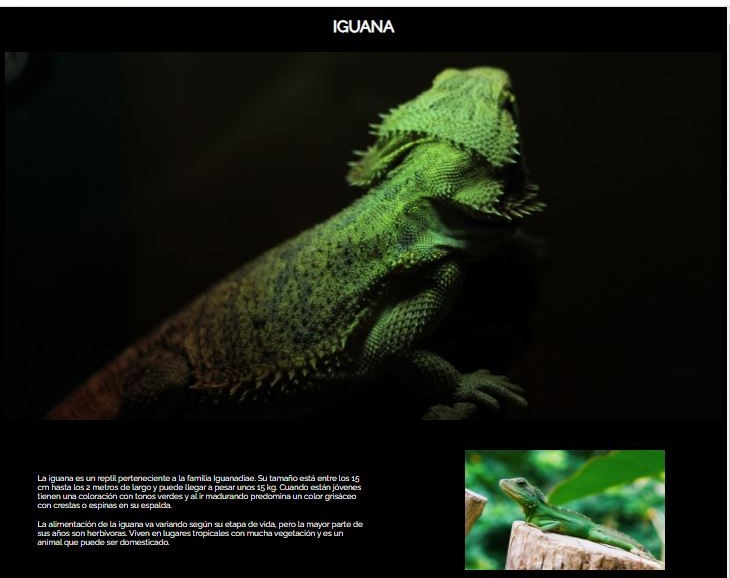 IGUANA
La iguana es un reptil perteneciente a la familia Iguanadiae. Su tamaño está entre los 15
cm hasta los 2 metros de largo y puede llegar a pesar unos 15 kg. Cuando están jóvenes
tienen una coloración con tonos verdes y al ir madurando predomina un color grisáceo
con crestas o espinas en su espalda.
La alimentación de la iguana va variando según su etapa de vida, pero la mayor parte de
sus años son herbívoras. Viven en lugares tropicales con mucha vegetación y es un
animal que puede ser domesticado.